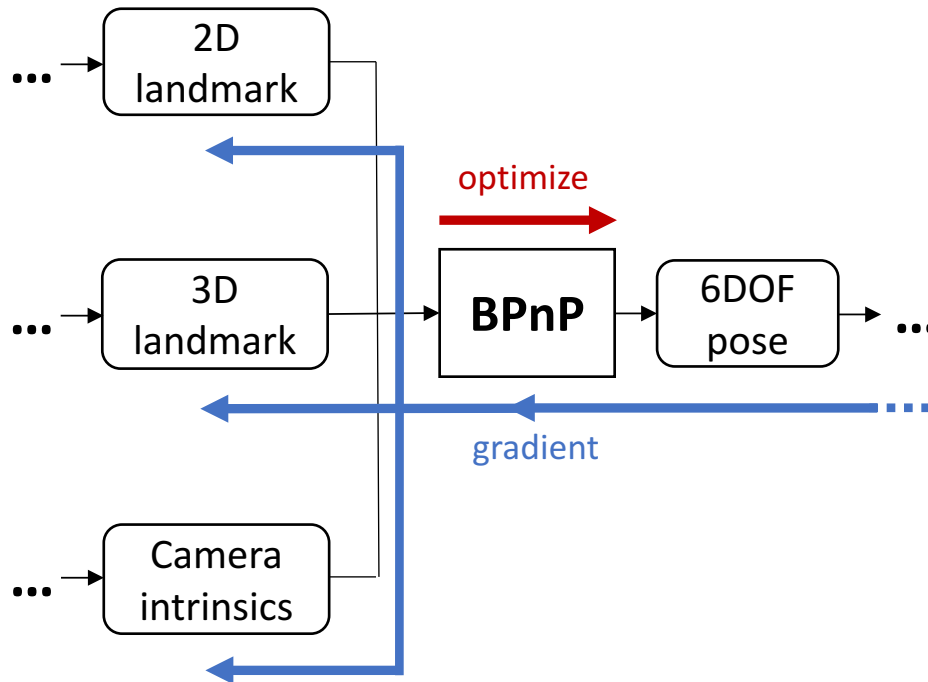 2D
landmark
optimize
3D
landmark
BPnP
6DOF
pose
gradient
Camera
intrinsics